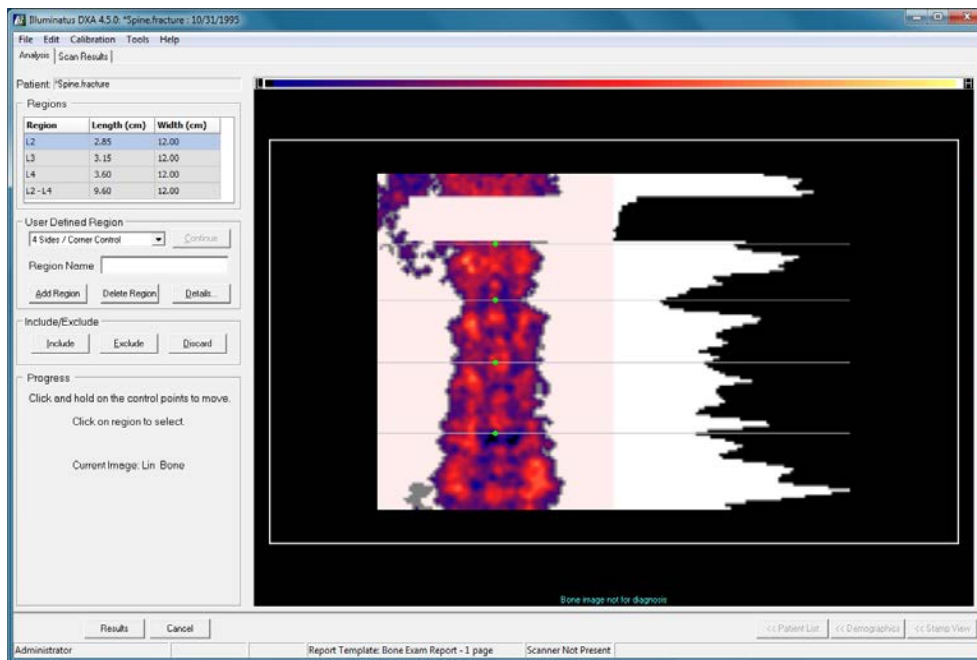 Illuminatus DXA 4.5.0: *Spine.fracture : 10/31/1995
File Edit Calibration Tools Help
Analysis Scan Results
Patient: *Spine.fracture
L H
Regions
Region Length (cm) Width (cm)
L2 2.85 12.00
L3 3.15 12.00
L4 3.60 12.00
L2-L4 9.60 12.00
User Defined Region
4 Sides / Corner Control Continue
Region Name
Add Region Delete Region Details...
Include/Exclude
Include Exclude Discard
Progress
Click and hold on the control points to move.
Click on region to select.
Current Image: Lin Bone
Bone image not for diagnosis
Results Cancel << Patient List << Demographics << Stamp View
Administrator Report Template: Bone Exam Report - 1 page Scanner Not Present